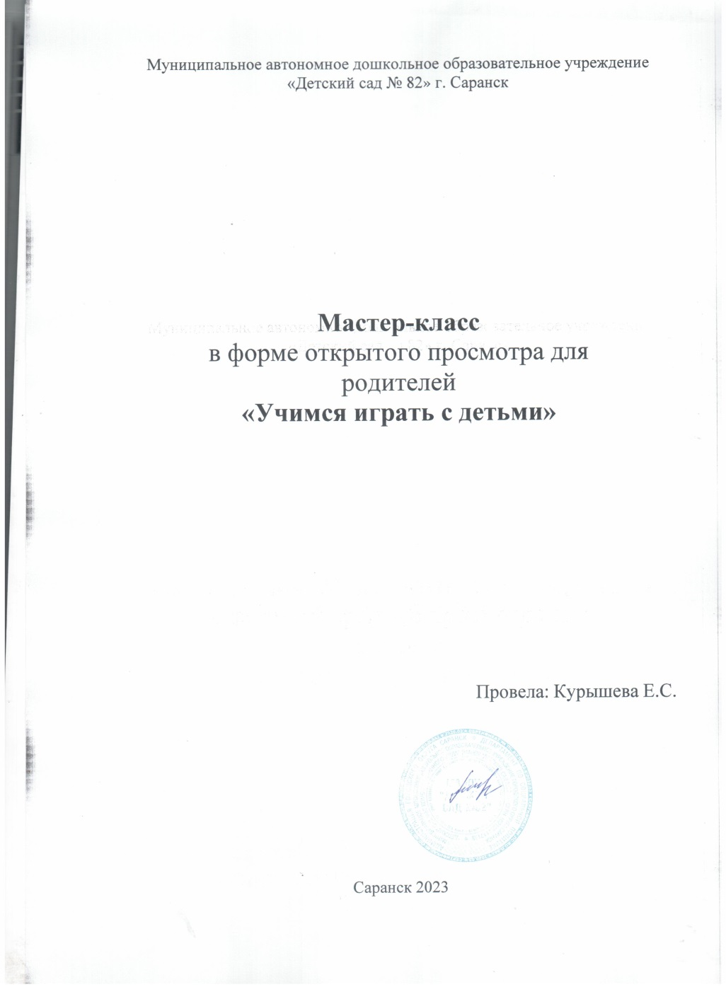 Муниципальное автономное дошкольное образовательное учреждение
«Детский сад № 82» г. Саранск
Мастер-класс
в форме открытого просмотра для
родителей
«Учимся играть с детьми»
Провела: Курышева Е.С.
Саранск 2023